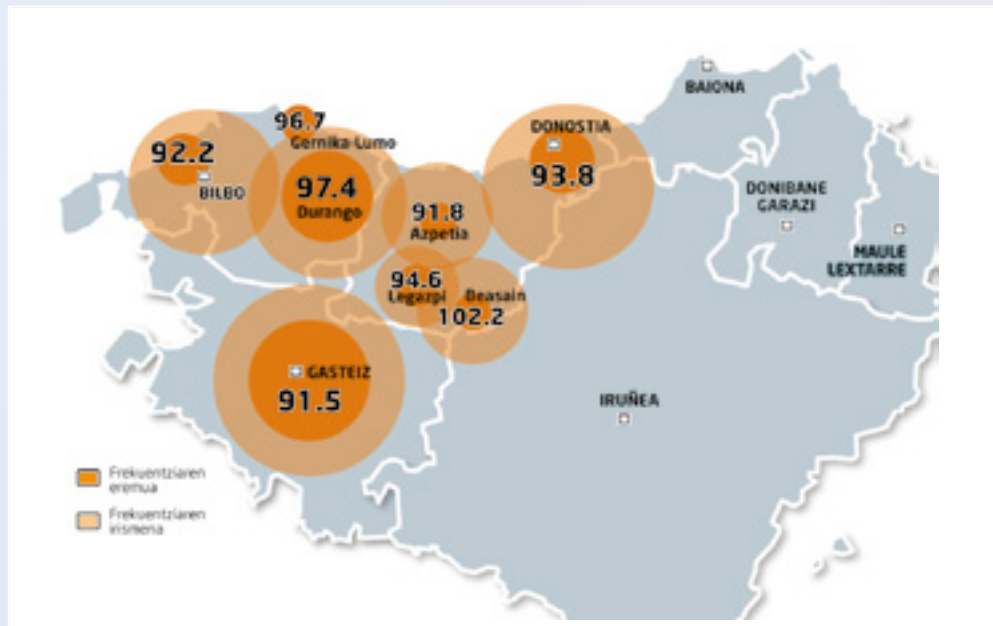 BAIONA
96.7
Gernika-Lumo
92.2
BILBO
97.4
Durango
DONOSTIA
93.8
91.8
Azpetia
DONIBANE
GARAZI
MAULE
LEXTARRE
94.6
Legazpi
Beasain
102.2
GASTEIZ
91.5
IRUÑEA
Frekuentziaren
eremua
Frekuentziaren
irismena